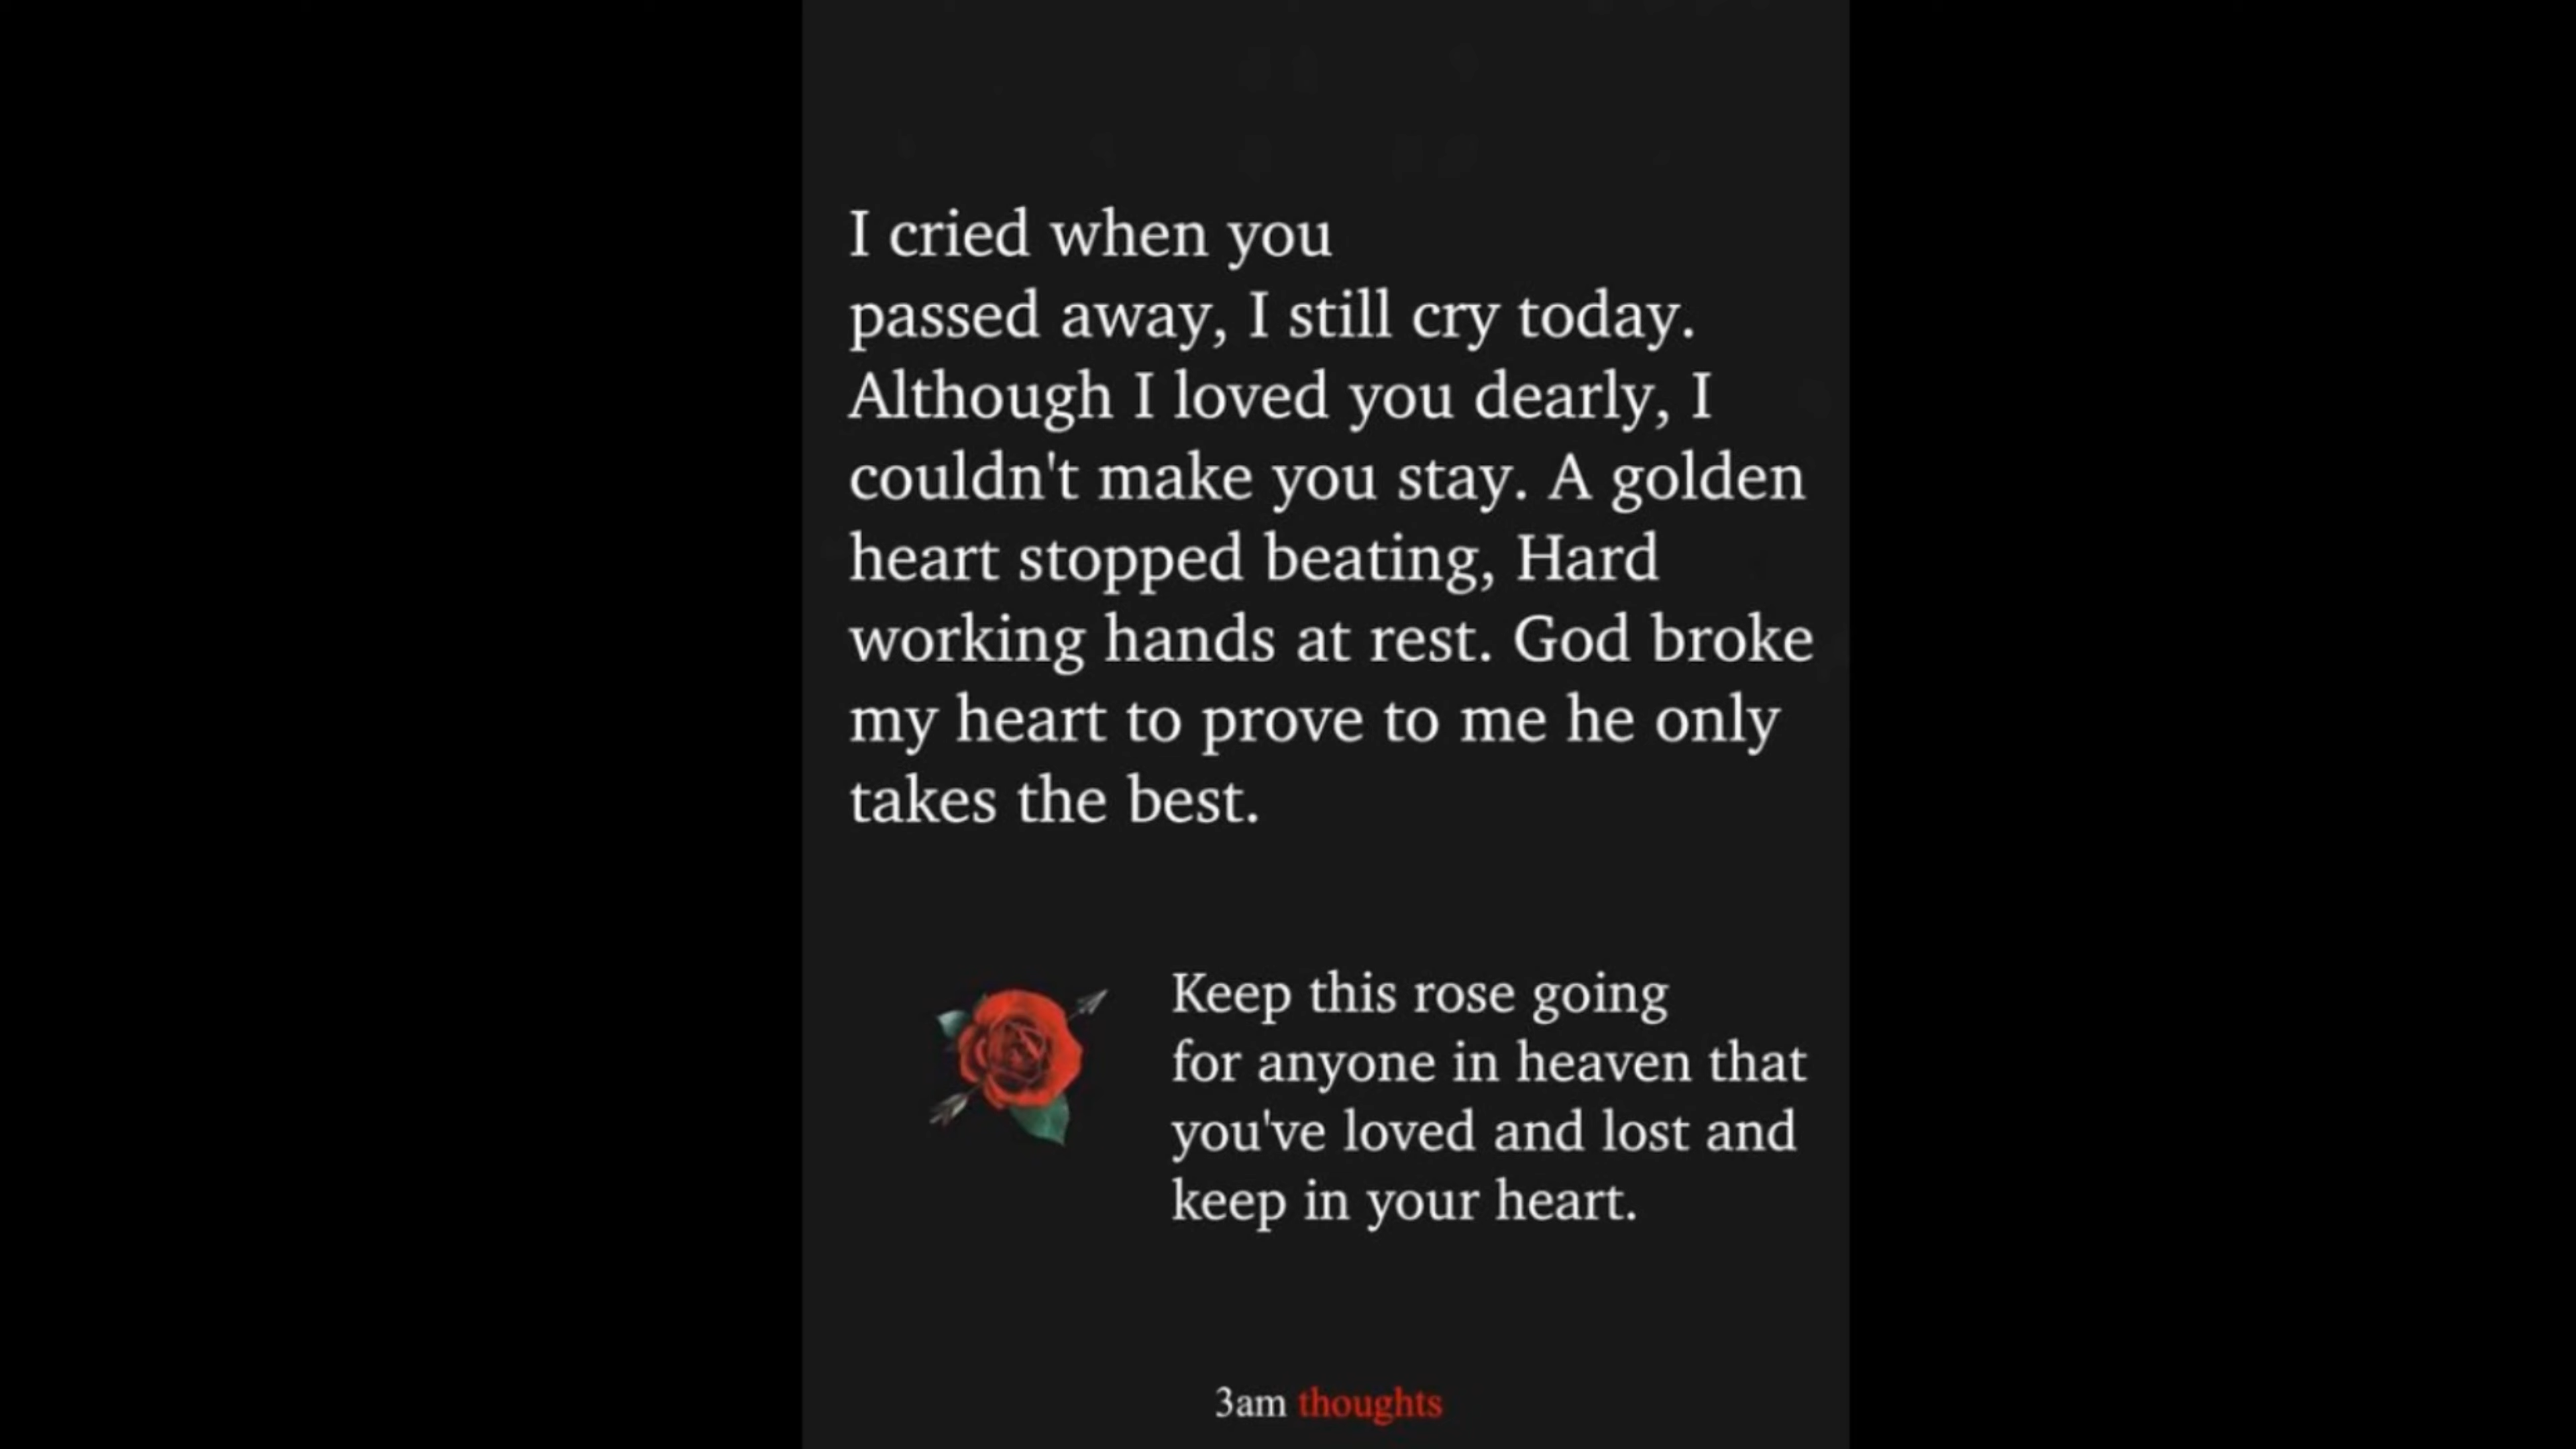 I cried when you
passed away, I still cry today.
Although I loved you dearly, I
couldn't make you stay. A golden
heart stopped beating, Hard
working hands at rest. God broke
my heart to prove to me he only
takes the best.
Keep this rose going
for anyone in heaven that
you've loved and lost and
keep in your heart.
3am thoughts